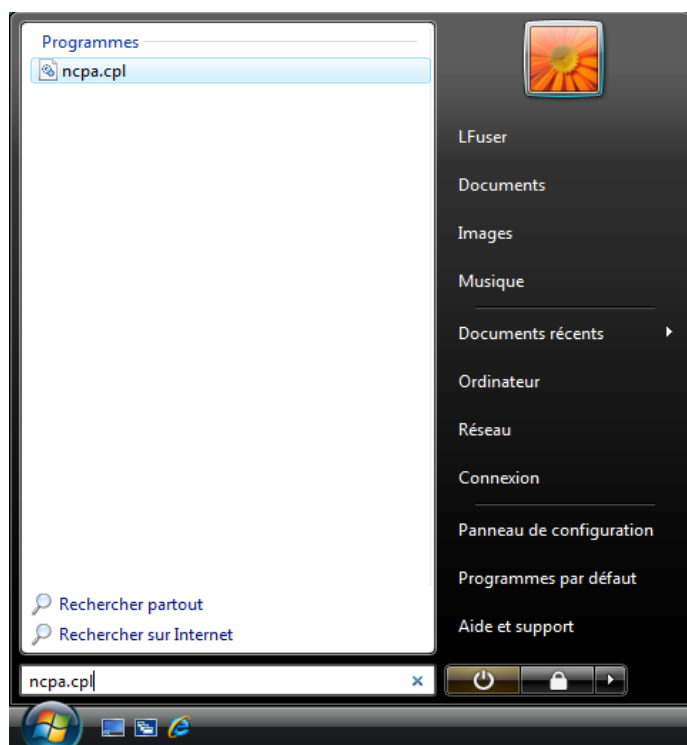 Programmes
ncpa.cpl
Rechercher partout
Rechercher sur Internet
ncpa.cpl
LFuser
Documents
Images
Musique
Documents récents
Ordinateur
Réseau
Connexion
Panneau de configuration
Programmes par défaut
Aide et support